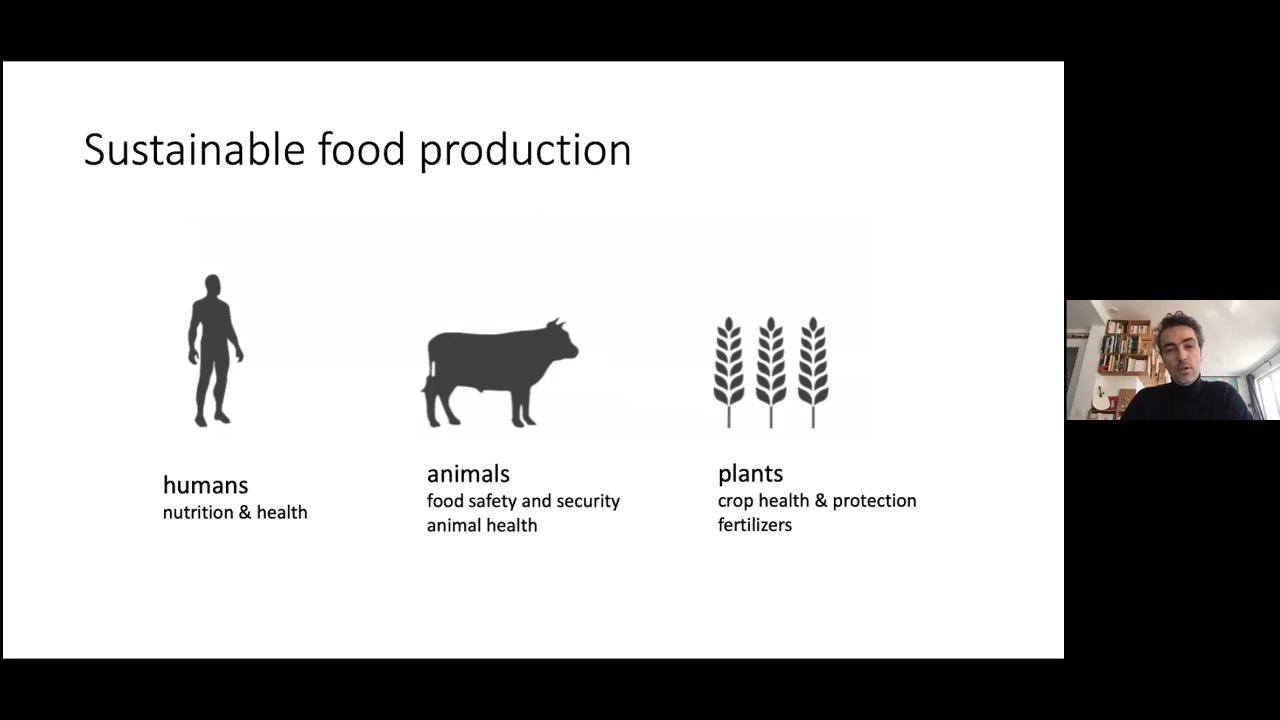 Sustainable food production
humans
nutrition & health
animals
food safety and security
animal health
plants
crop health & protection
fertilizers